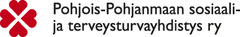 Pohjois-Pohjanmaan sosiaali-
ja terveysturvayhdistys ry